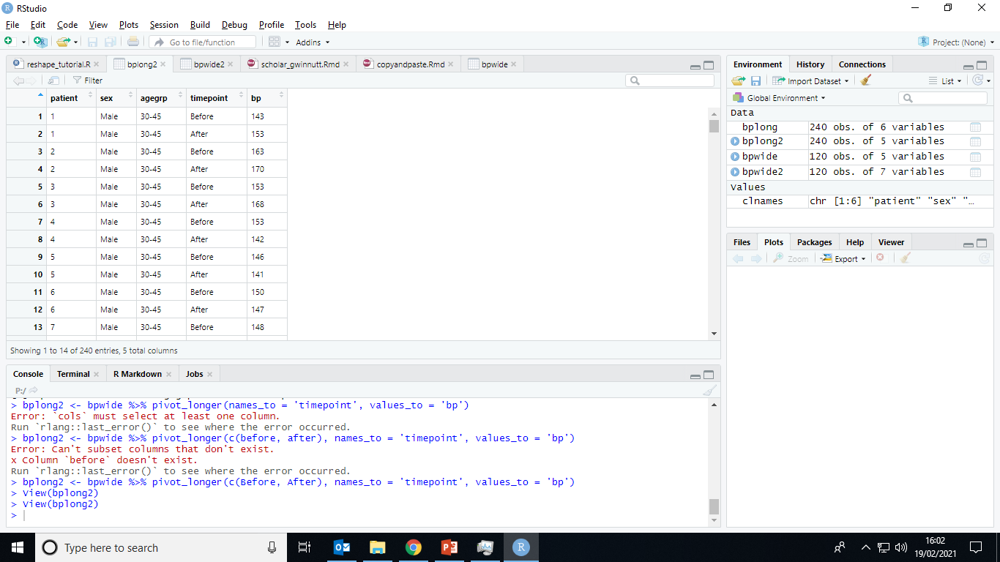 RStudio
File Edit Code View Plots Session Build Debug Profile Tools Help
Go to file/function Addins Project: (None)
reshape_tutorial.R bplong2 bpwide2 scholar_gwinnutt.Rmd copyandpaste.Rmd bpwide
Filter
patient sex agegrp timepoint bp
1 1 Male 30-45 Before 143
2 1 Male 30-45 After 153
3 2 Male 30-45 Before 163
4 2 Male 30-45 After 170
5 3 Male 30-45 Before 153
6 3 Male 30-45 After 168
7 4 Male 30-45 Before 153
8 4 Male 30-45 After 142
9 5 Male 30-45 Before 146
10 5 Male 30-45 After 141
11 6 Male 30-45 Before 150
12 6 Male 30-45 After 147
13 7 Male 30-45 Before 148
Showing 1 to 14 of 240 entries, 5 total columns
Console Terminal R Markdown Jobs
P:/
> bplong2 <- bpwide %>% pivot_longer(names_to = 'timepoint', values_to = 'bp')
Error: `cols` must select at least one column.
Run `rlang::last_error()` to see where the error occurred.
> bplong2 <- bpwide %>% pivot_longer(c(before, after), names_to = 'timepoint', values_to = 'bp')
Error: Can't subset columns that don't exist.
x Column `before` doesn't exist.
Run `rlang::last_error()` to see where the error occurred.
> bplong2 <- bpwide %>% pivot_longer(c(Before, After), names_to = 'timepoint', values_to = 'bp')
> View(bplong2)
> View(bplong2)
>
Environment History Connections
Import Dataset List
Global Environment
Data
bplong 240 obs. of 6 variables
bplong2 240 obs. of 5 variables
bpwide 120 obs. of 5 variables
bpwide2 120 obs. of 7 variables
Values
clnames chr [1:6] "patient" "sex" "…
Files Plots Packages Help Viewer
Zoom Export
Type here to search
16:02
19/02/2021